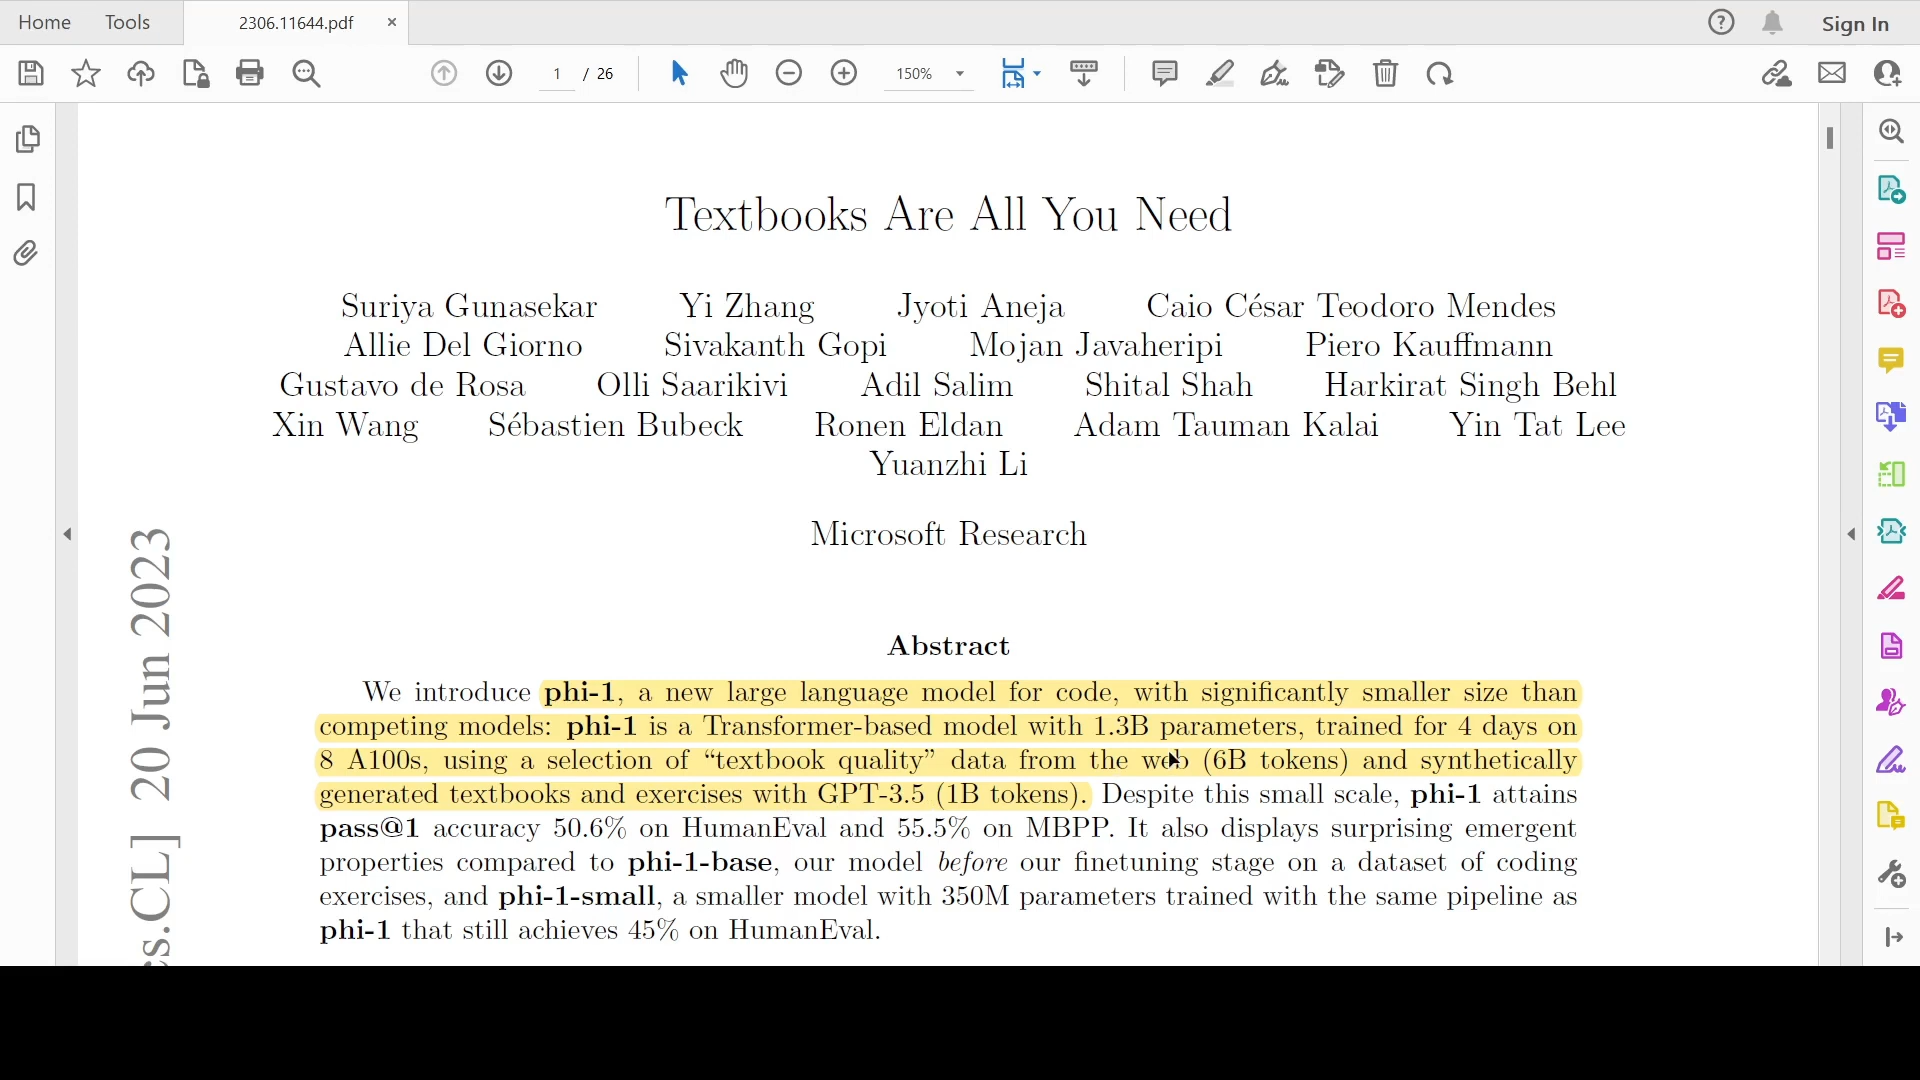 Home Tools 2306.11644.pdf × Sign In
1 / 26 150%
Textbooks Are All You Need
Suriya Gunasekar Yi Zhang Jyoti Aneja Caio César Teodoro Mendes
Allie Del Giorno Sivakanth Gopi Mojan Javaheripi Piero Kauffmann
Gustavo de Rosa Olli Saarikivi Adil Salim Shital Shah Harkirat Singh Behl
Xin Wang Sébastien Bubeck Ronen Eldan Adam Tauman Kalai Yin Tat Lee
Yuanzhi Li
Microsoft Research
Abstract
We introduce phi-1, a new large language model for code, with significantly smaller size than
competing models: phi-1 is a Transformer-based model with 1.3B parameters, trained for 4 days on
8 A100s, using a selection of “textbook quality” data from the web (6B tokens) and synthetically
generated textbooks and exercises with GPT-3.5 (1B tokens). Despite this small scale, phi-1 attains
pass@1 accuracy 50.6% on HumanEval and 55.5% on MBPP. It also displays surprising emergent
properties compared to phi-1-base, our model before our finetuning stage on a dataset of coding
exercises, and phi-1-small, a smaller model with 350M parameters trained with the same pipeline as
phi-1 that still achieves 45% on HumanEval.
cs.CL] 20 Jun 2023